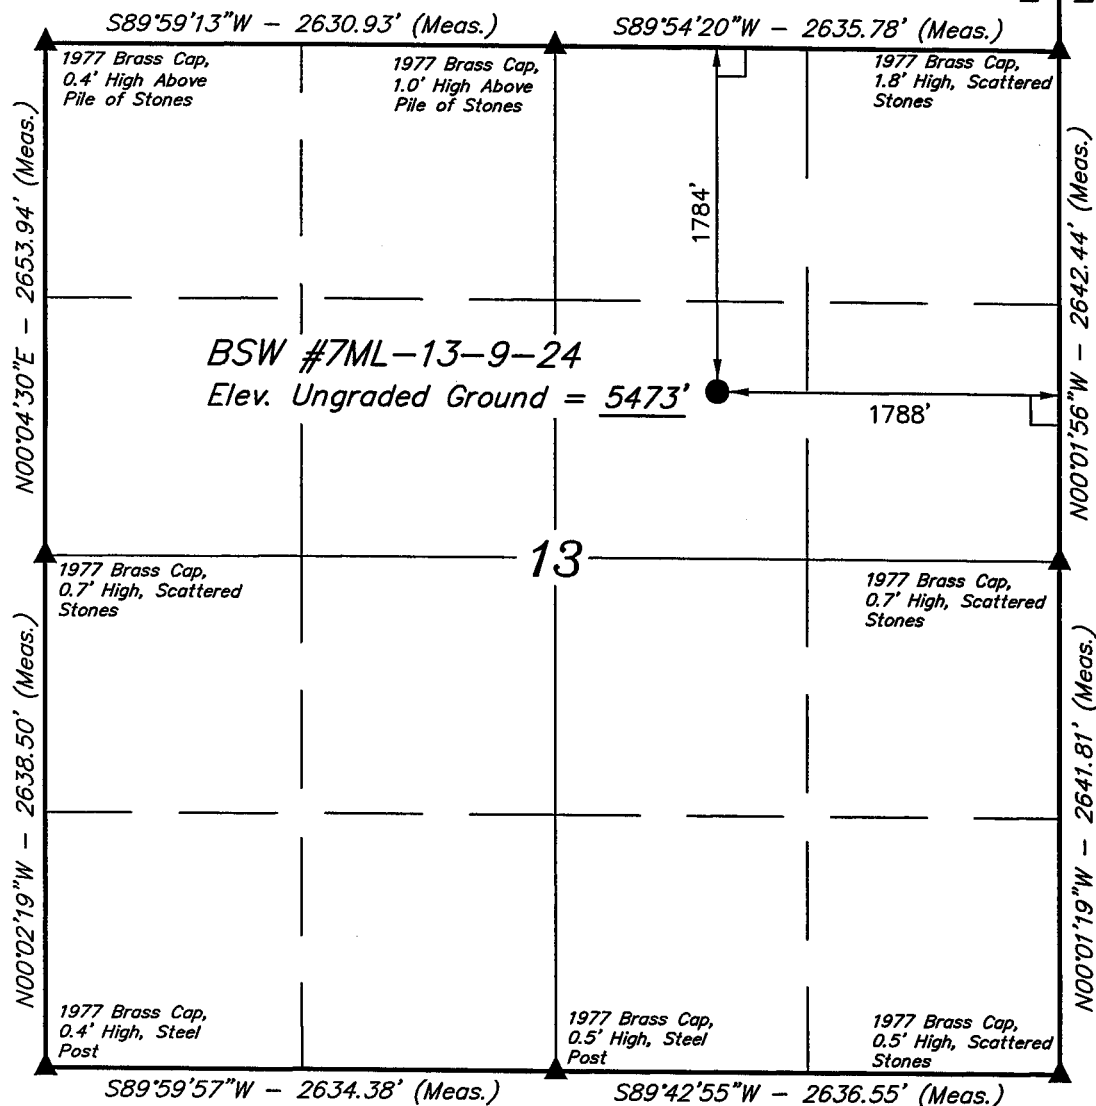 S89°59'13"W - 2630.93' (Meas.)
S89°54'20"W - 2635.78' (Meas.)
1977 Brass Cap,
0.4' High Above
Pile of Stones
1977 Brass Cap,
1.0' High Above
Pile of Stones
1977 Brass Cap,
1.8' High, Scattered
Stones
N00°04'30"E - 2653.94' (Meas.)
1784'
N00°01'56"W - 2642.44' (Meas.)
BSW #7ML-13-9-24
Elev. Ungraded Ground = 5473'
1788'
13
1977 Brass Cap,
0.7' High, Scattered
Stones
1977 Brass Cap,
0.7' High, Scattered
Stones
N00°02'19"W - 2638.50' (Meas.)
N00°01'19"W - 2641.81' (Meas.)
1977 Brass Cap,
0.4' High, Steel
Post
1977 Brass Cap,
0.5' High, Steel
Post
1977 Brass Cap,
0.5' High, Scattered
Stones
S89°59'57"W - 2634.38' (Meas.)
S89°42'55"W - 2636.55' (Meas.)